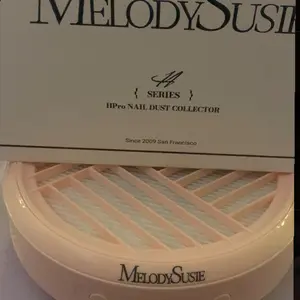 MELODYSUSIE
H
{ SERIES }
HPro NAIL DUST COLLECTOR
Since 2009 San Francisco
MELODYSUSIE